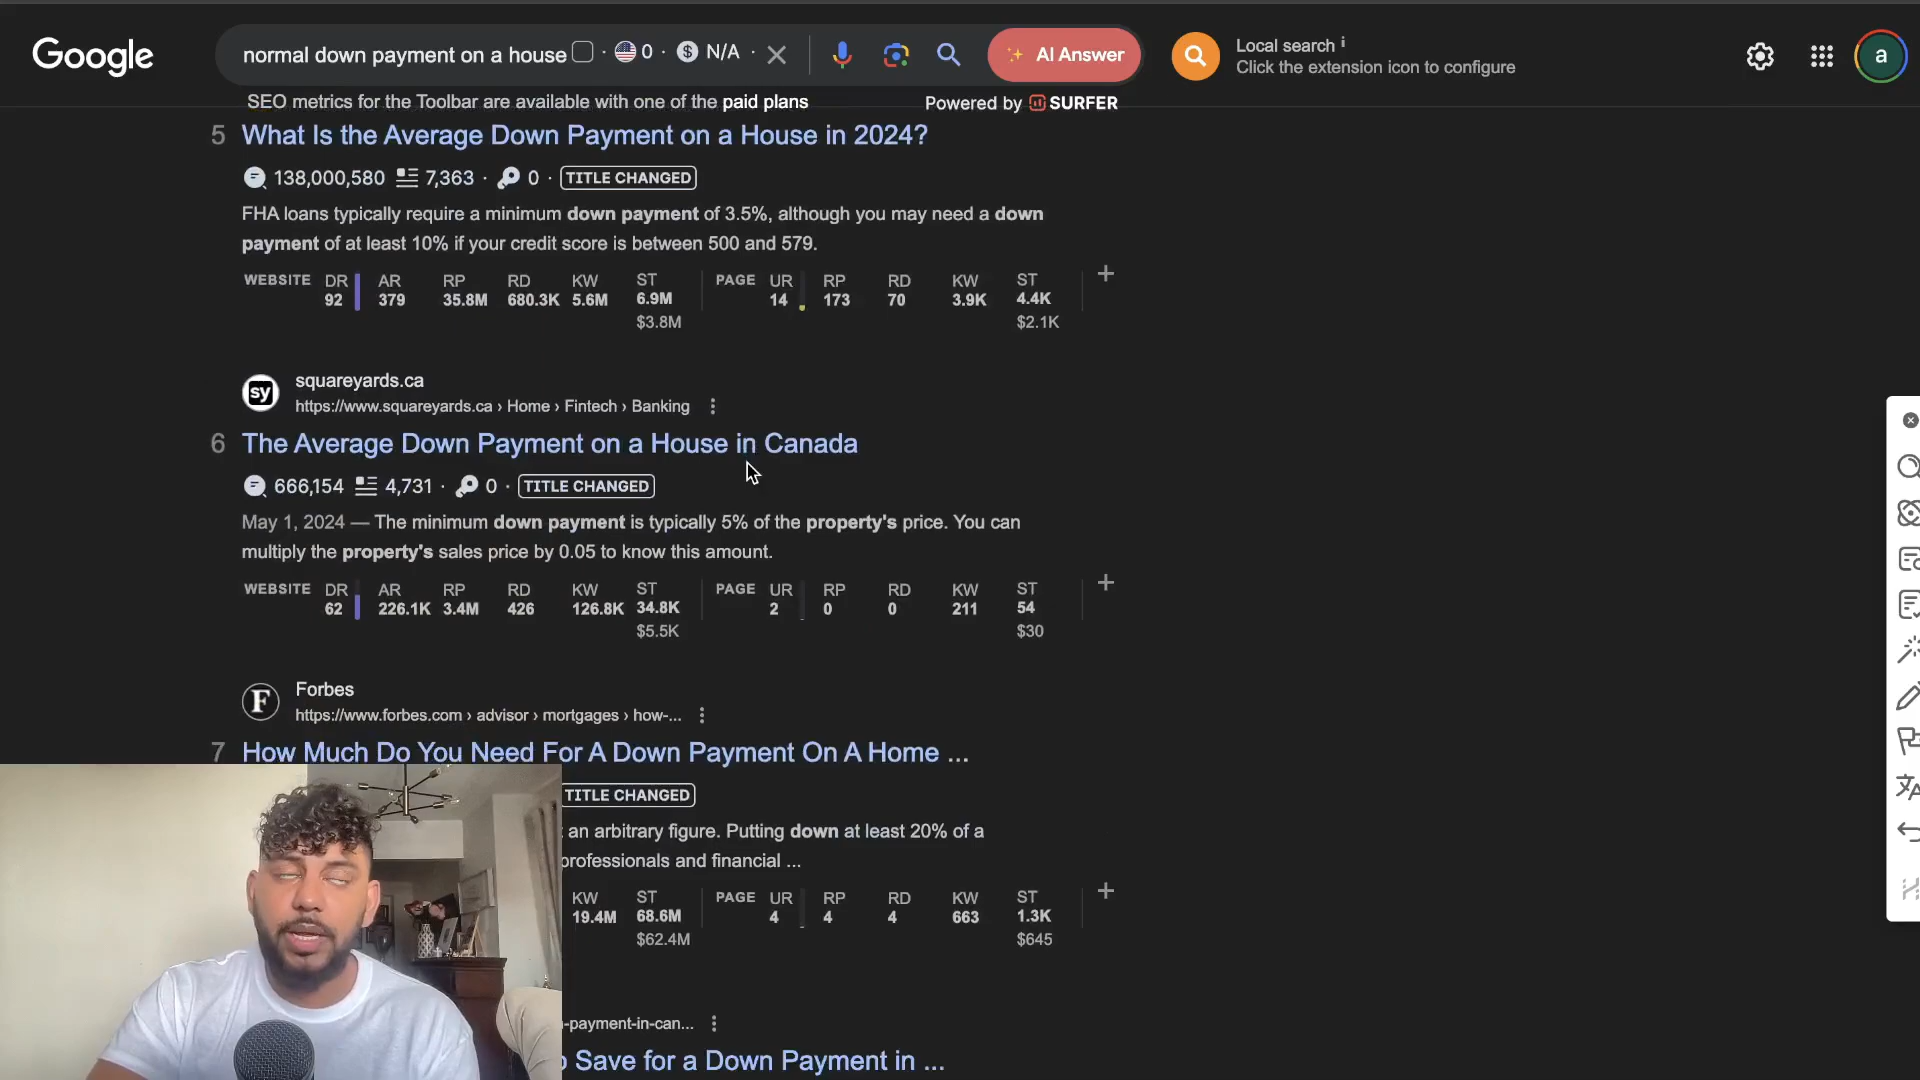 Google
normal down payment on a house · 0 · N/A ·
AI Answer
Local search i
Click the extension icon to configure
a
SEO metrics for the Toolbar are available with one of the paid plans
Powered by SURFER
5 What Is the Average Down Payment on a House in 2024?
138,000,580 7,363 · 0 · TITLE CHANGED
FHA loans typically require a minimum down payment of 3.5%, although you may need a down
payment of at least 10% if your credit score is between 500 and 579.
WEBSITE DR AR RP RD KW ST PAGE UR RP RD KW ST
92 379 35.8M 680.3K 5.6M 6.9M 14 173 70 3.9K 4.4K
$3.8M $2.1K
sy squareyards.ca
https://www.squareyards.ca › Home › Fintech › Banking
6 The Average Down Payment on a House in Canada
666,154 4,731 · 0 · TITLE CHANGED
May 1, 2024 — The minimum down payment is typically 5% of the property's price. You can
multiply the property's sales price by 0.05 to know this amount.
WEBSITE DR AR RP RD KW ST PAGE UR RP RD KW ST
62 226.1K 3.4M 426 126.8K 34.8K 2 0 0 211 54
$5.5K $30
F Forbes
https://www.forbes.com › advisor › mortgages › how-...
7 How Much Do You Need For A Down Payment On A Home ...
TITLE CHANGED
an arbitrary figure. Putting down at least 20% of a
professionals and financial ...
KW ST PAGE UR RP RD KW ST
19.4M 68.6M 4 4 4 663 1.3K
$62.4M $645
-payment-in-can...
Save for a Down Payment in ...